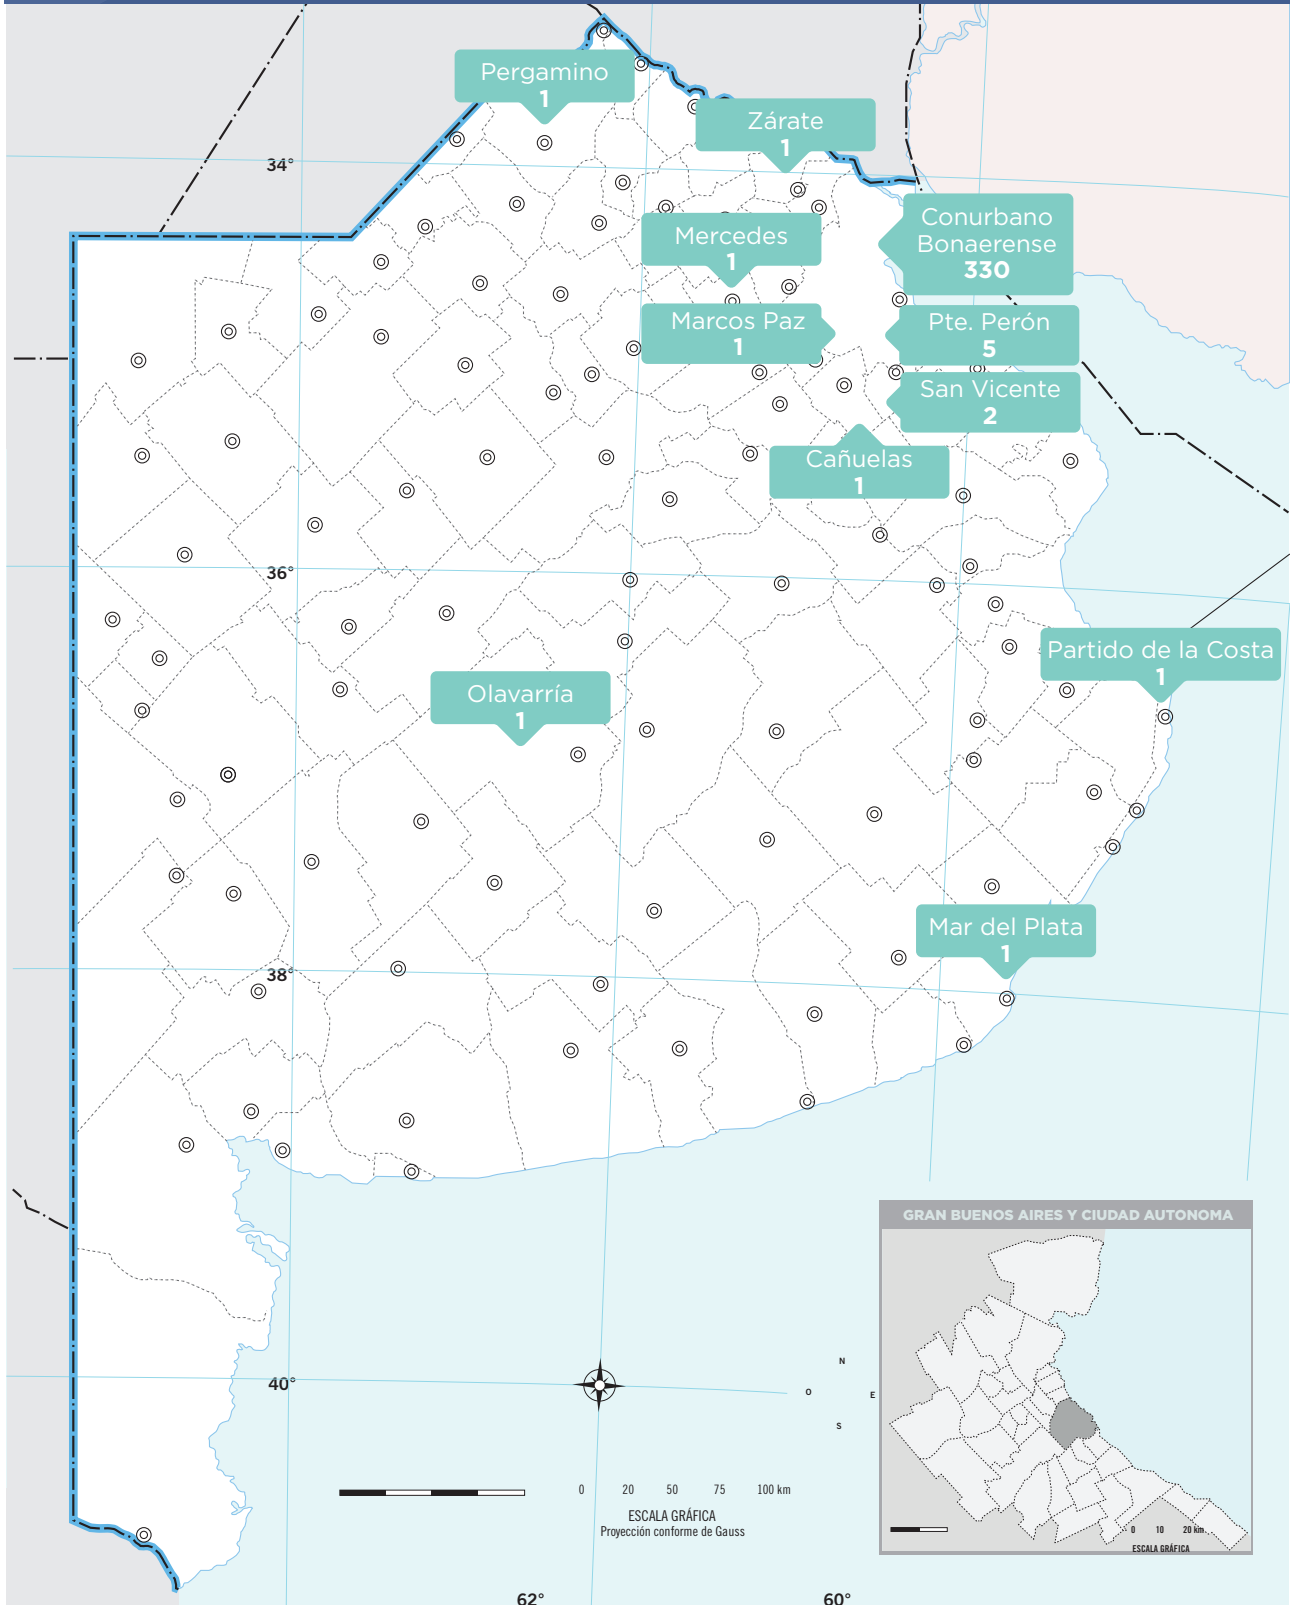 Pergamino
1
Zárate
1
34°
Conurbano
Bonaerense
330
Mercedes
1
Marcos Paz
1
Pte. Perón
5
San Vicente
2
Cañuelas
1
36°
Partido de la Costa
1
Olavarría
1
Mar del Plata
1
38°
GRAN BUENOS AIRES Y CIUDAD AUTONOMA
N
O
E
S
40°
0 20 50 75 100 km
ESCALA GRÁFICA
Proyección conforme de Gauss
0 10 20 km
ESCALA GRÁFICA
62°
60°